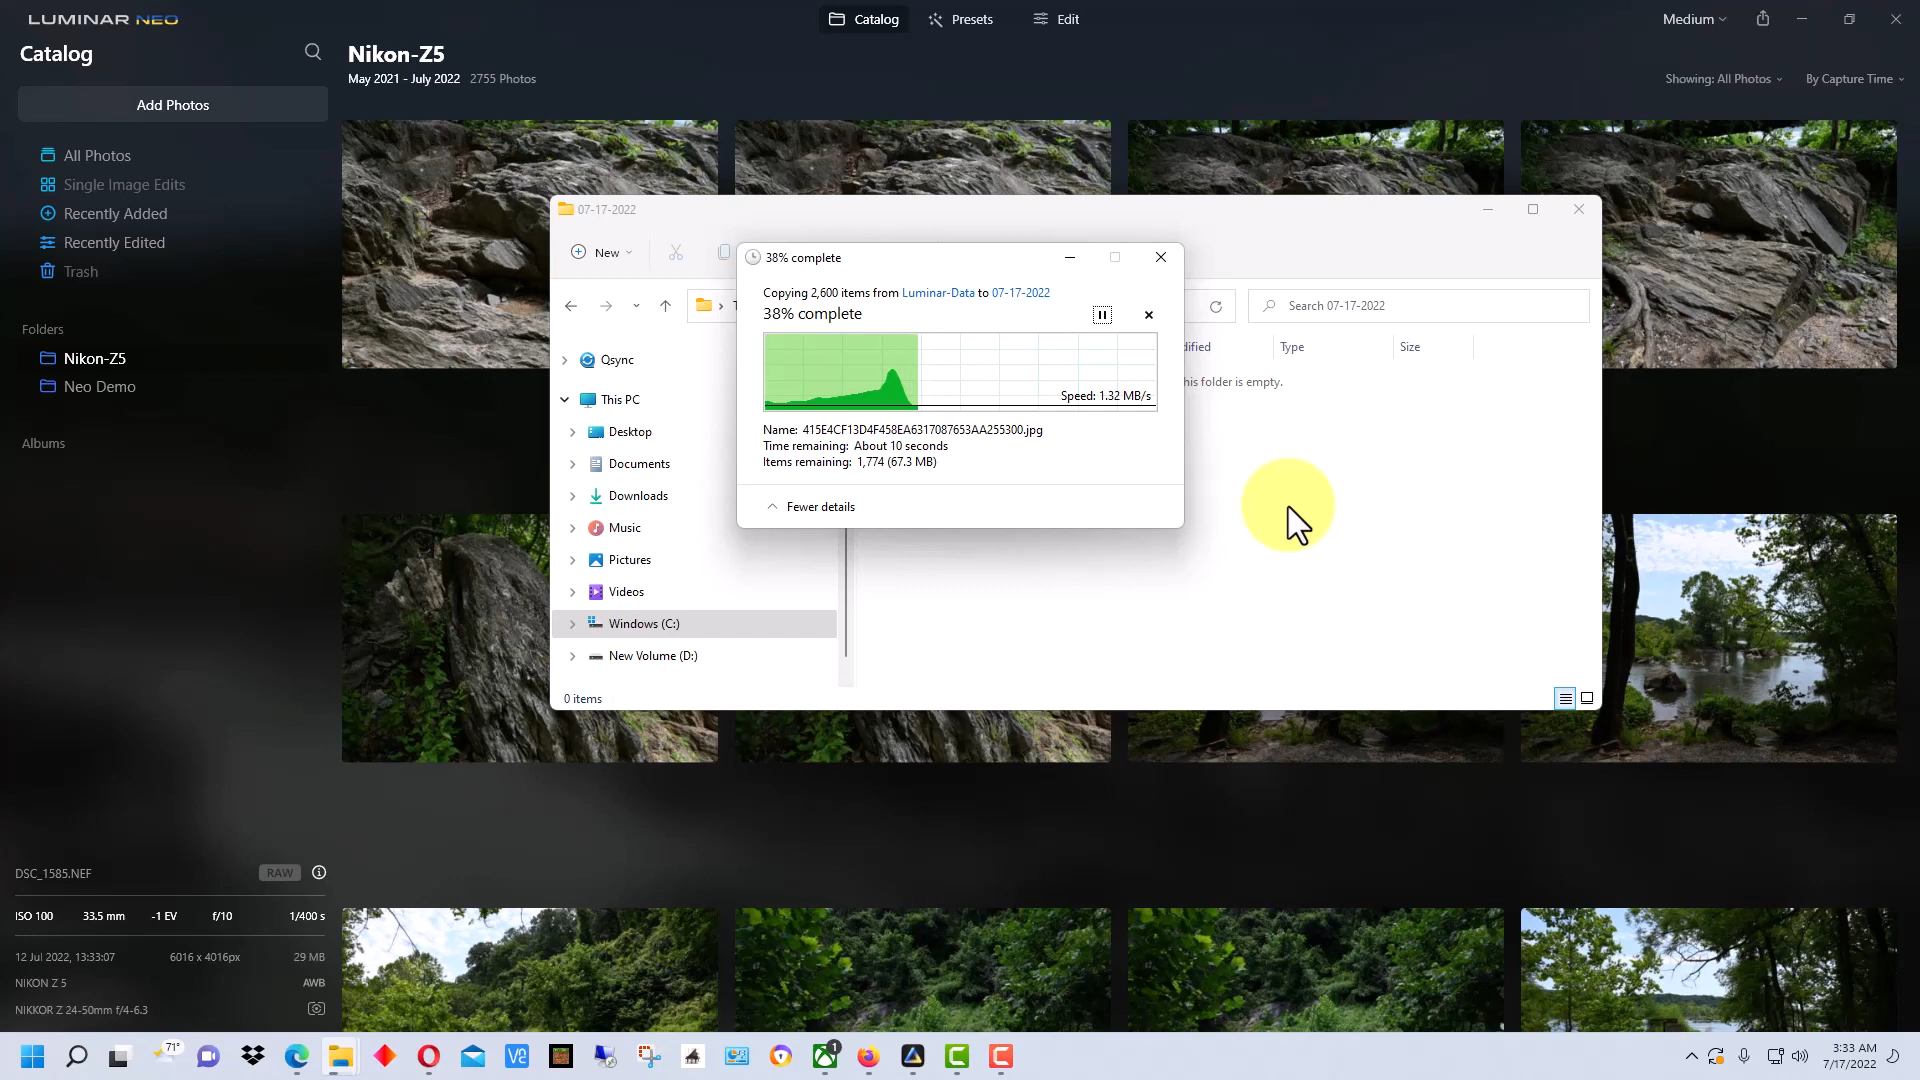 LUMINAR NEO
Catalog
Presets
Edit
Medium
Catalog
Nikon-Z5
May 2021 - July 2022 2755 Photos
Showing: All Photos
By Capture Time
Add Photos
All Photos
Single Image Edits
Recently Added
Recently Edited
Trash
Folders
Nikon-Z5
Neo Demo
Albums
07-17-2022
New
38% complete
Copying 2,600 items from Luminar-Data to 07-17-2022
38% complete
Speed: 1.32 MB/s
Name: 415E4CF13D4F458EA6317087653AA255300.jpg
Time remaining: About 10 seconds
Items remaining: 1,774 (67.3 MB)
Fewer details
Search 07-17-2022
dified
Type
Size
his folder is empty.
Qsync
This PC
Desktop
Documents
Downloads
Music
Pictures
Videos
Windows (C:)
New Volume (D:)
0 items
DSC_1585.NEF
RAW
ISO 100 33.5 mm -1 EV f/10 1/400 s
12 Jul 2022, 13:33:07 6016 x 4016px 29 MB
NIKON Z 5 AWB
NIKKOR Z 24-50mm f/4-6.3
71°
1
3:33 AM
7/17/2022